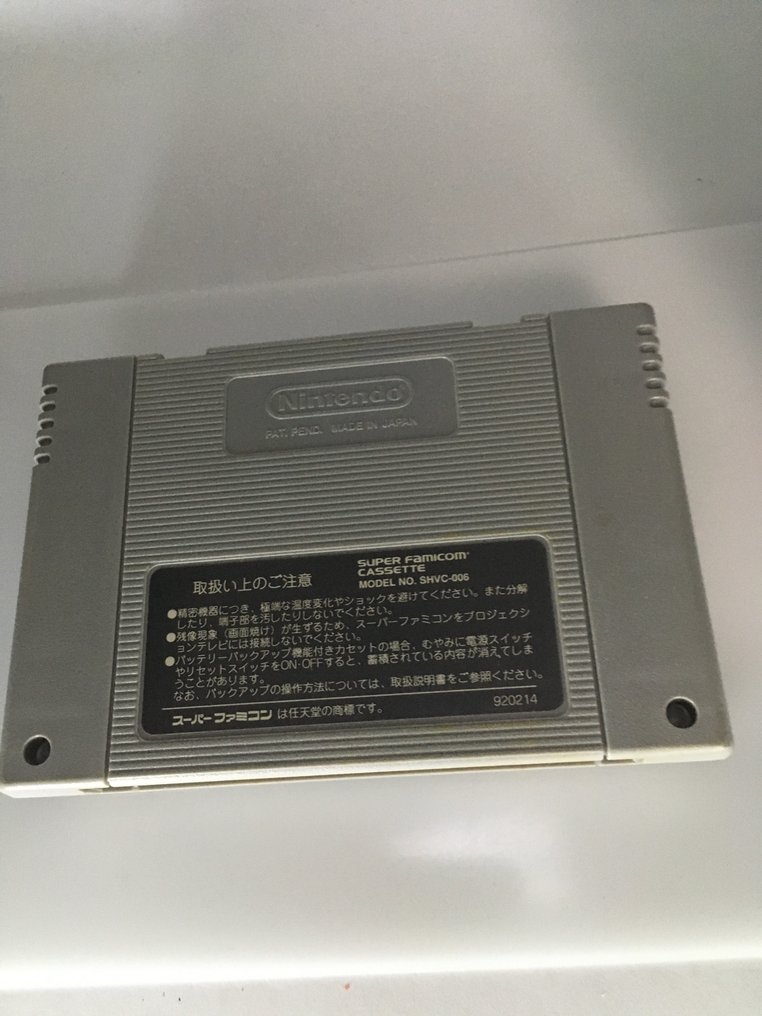 Nintendo
PAT. PEND. MADE IN JAPAN
取扱い上のご注意
SUPER FAMICOM
CASSETTE
MODEL NO. SHVC-006
●精密機器につき、極端な温度変化やショックを避けてください。また分解
したり、端子部を汚したりしないでください。
●残像現象（画面焼け）が生ずるため、スーパーファミコンをプロジェクシ
ョンテレビには接続しないでください。
●バッテリーバックアップ機能付きカセットの場合、むやみに電源スイッチ
やリセットスイッチをON·OFFすると、蓄積されている内容が消えてしま
うことがあります。
なお、バックアップの操作方法については、取扱説明書をご参照ください。
スーパーファミコン は任天堂の商標です。
920214